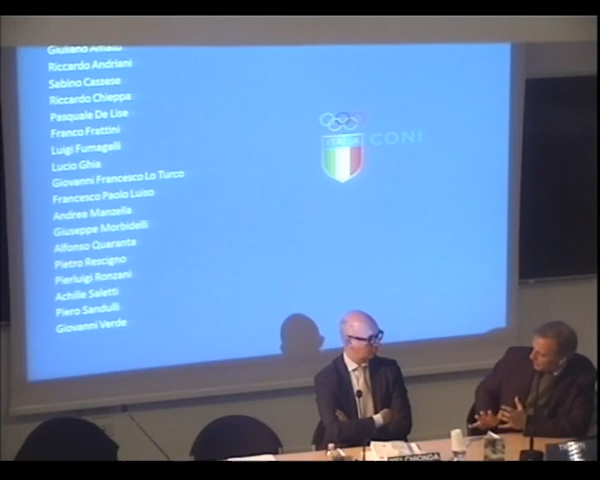 Giuliano Amato
Riccardo Andriani
Sabino Cassese
Riccardo Chieppa
Pasquale De Lise
Franco Frattini
Luigi Fumagalli
Lucio Ghia
Giovanni Francesco Lo Turco
Francesco Paolo Luiso
Andrea Manzella
Giuseppe Morbidelli
Alfonso Quaranta
Pietro Rescigno
Pierluigi Ronzani
Achille Saletti
Piero Sandulli
Giovanni Verde
ITALIA
CONI